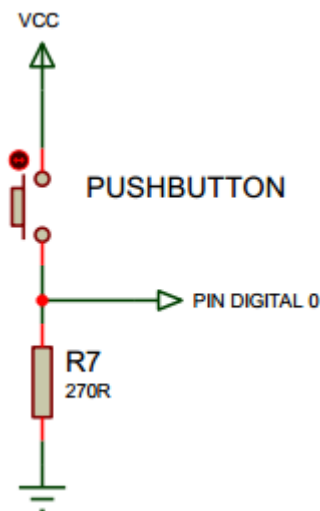 VCC
PUSHBUTTON
PIN DIGITAL 0
R7
270R